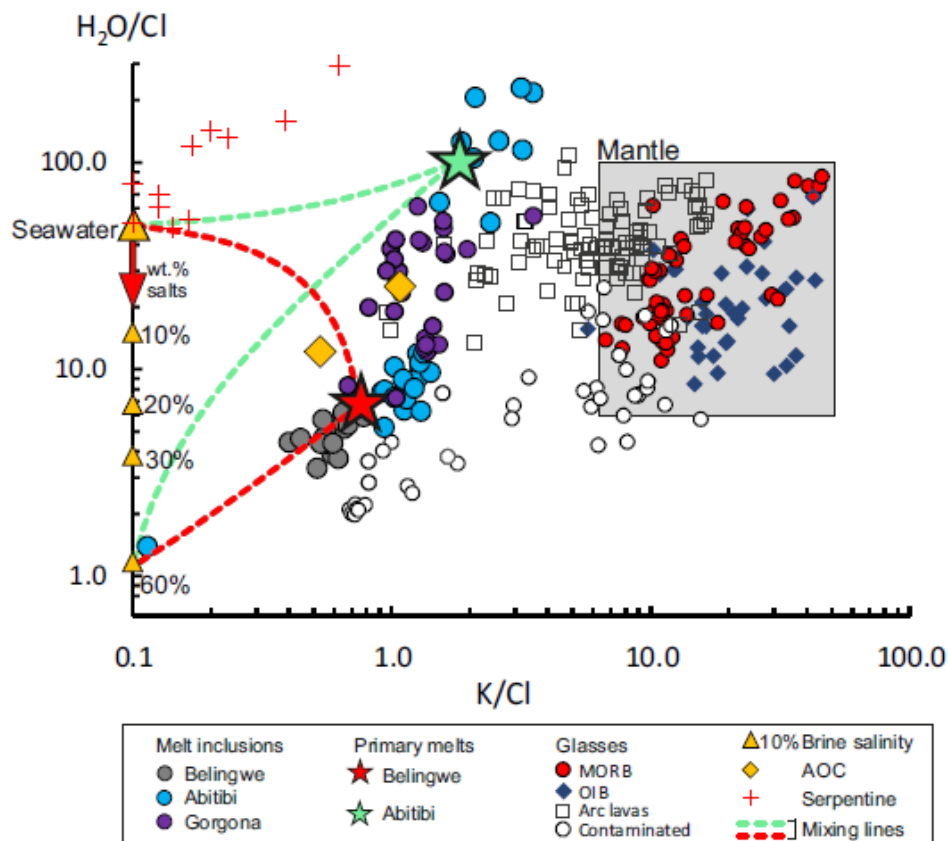 H₂O/Cl
100.0
Mantle
Seawater
wt.%
salts
10%
10.0
20%
30%
1.0
60%
0.1
1.0
10.0
100.0
K/Cl
Melt inclusions
Belingwe
Abitibi
Gorgona
Primary melts
Belingwe
Abitibi
Glasses
MORB
OIB
Arc lavas
Contaminated
10% Brine salinity
AOC
Serpentine
Mixing lines